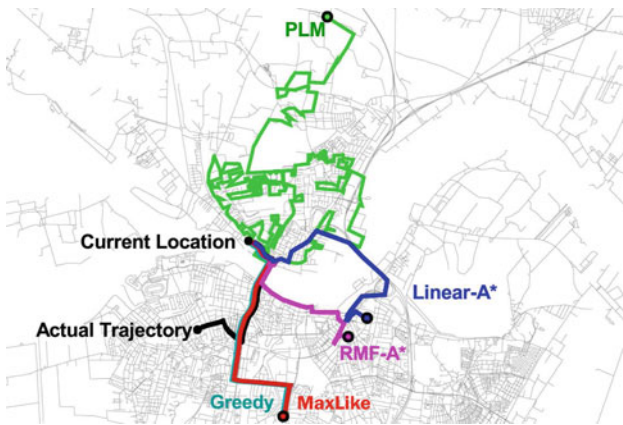 PLM
Current Location
Linear-A*
Actual Trajectory
RMF-A*
Greedy MaxLike